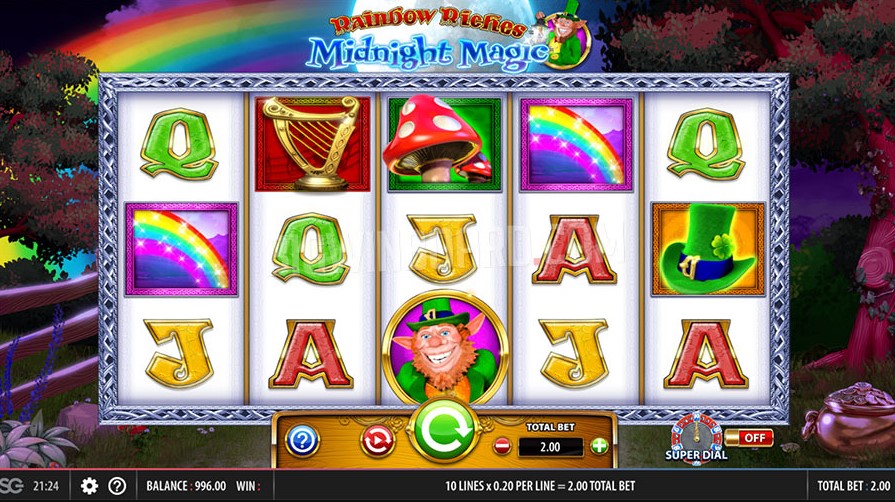 Rainbow Riches
Midnight Magic
Q Q
Q J A
J A J A
TOTAL BET
2.00
OFF
SUPER DIAL
SG 21:24 BALANCE: 996.00 WIN: 10 LINES x 0.20 PER LINE = 2.00 TOTAL BET TOTAL BET: 2.00